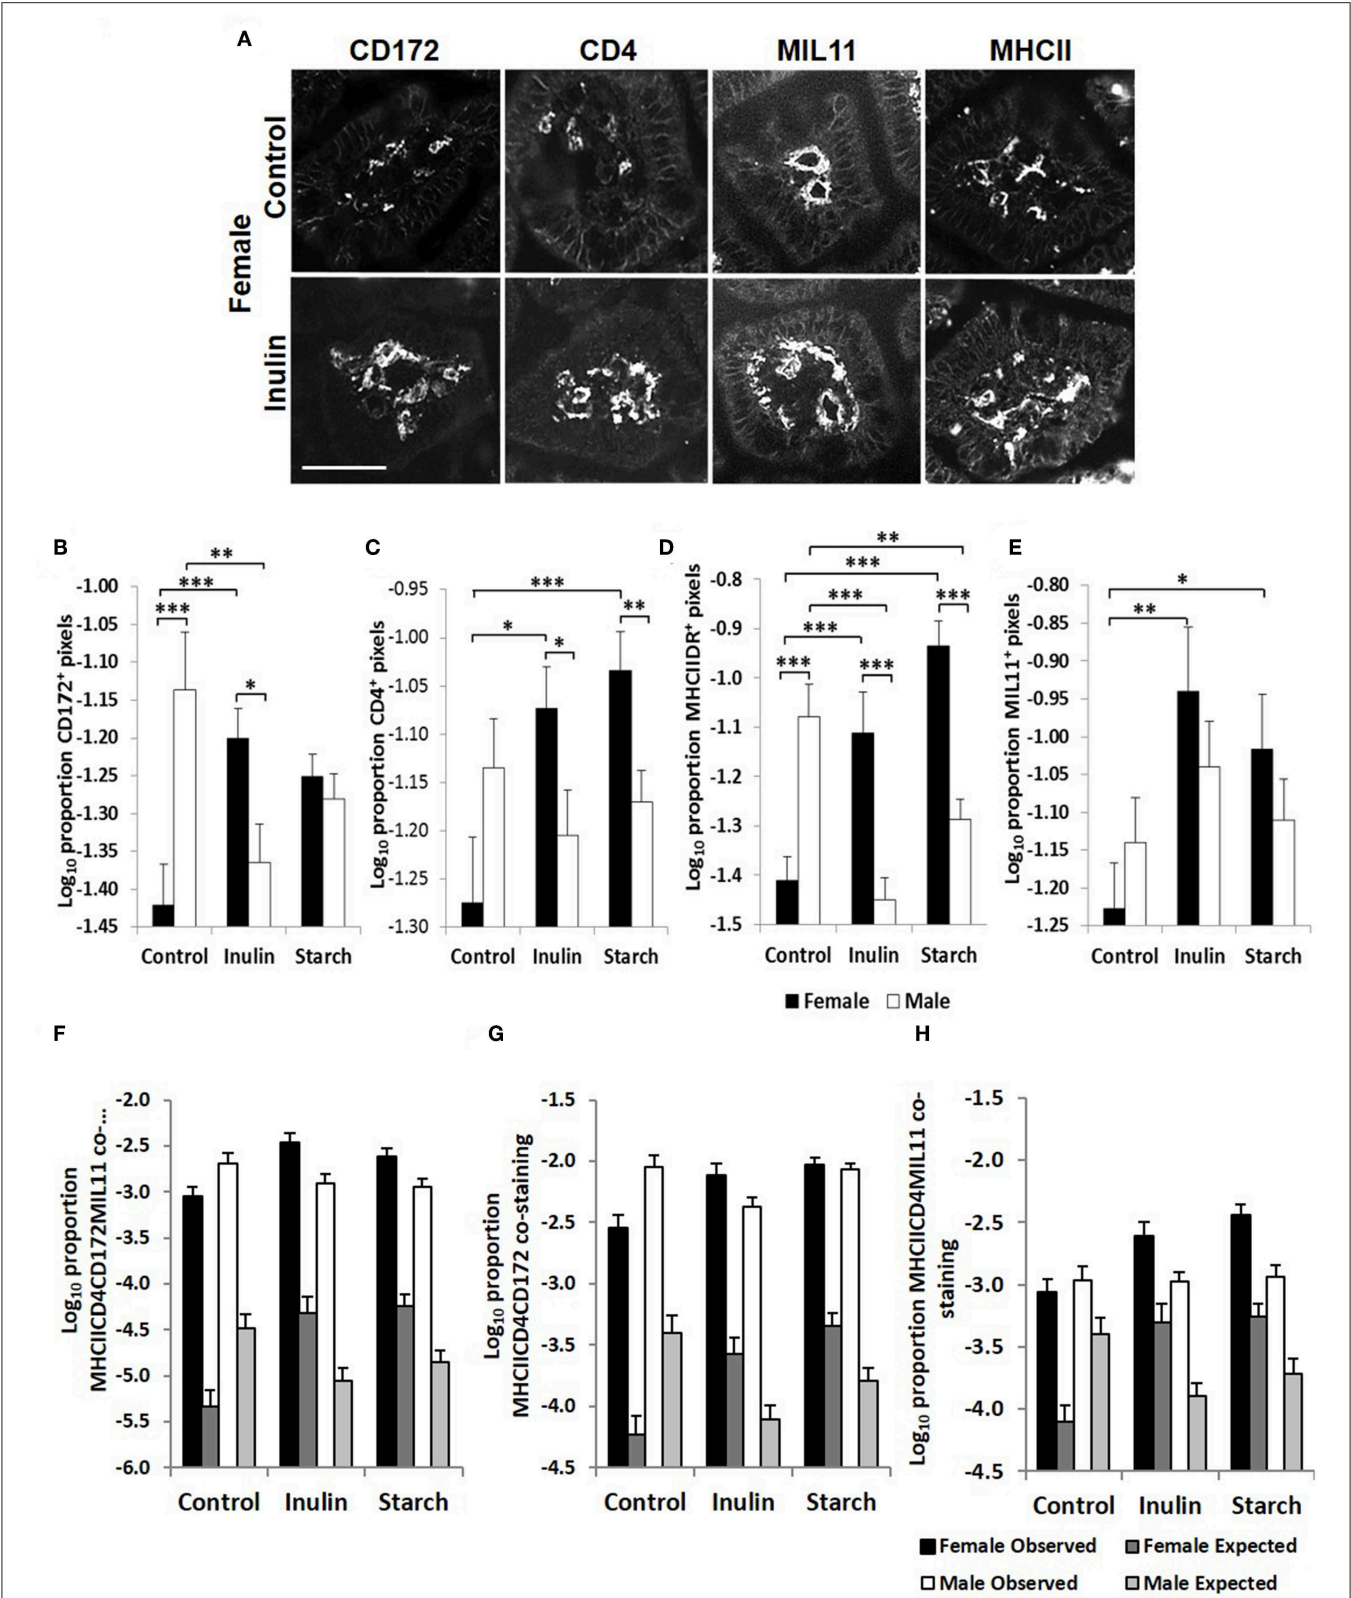 A
CD172 CD4 MIL11 MHCII
Female
Control
Inulin
B
Log10 proportion CD172+ pixels
-1.00
-1.05
-1.10
-1.15
-1.20
-1.25
-1.30
-1.35
-1.40
-1.45
**
***
***
*
Control Inulin Starch
C
Log10 proportion CD4+ pixels
-0.95
-1.00
-1.05
-1.10
-1.15
-1.20
-1.25
-1.30
***
**
*
*
Control Inulin Starch
D
Log10 proportion MHCIIDR+ pixels
-0.8
-0.9
-1.0
-1.1
-1.2
-1.3
-1.4
-1.5
**
***
***
***
***
***
***
Control Inulin Starch
E
Log10 proportion MIL11+ pixels
-0.80
-0.85
-0.90
-0.95
-1.00
-1.05
-1.10
-1.15
-1.20
-1.25
*
**
Control Inulin Starch
Female Male
F
Log10 proportion
MHCIICD4CD172MIL11 co-...
-2.0
-2.5
-3.0
-3.5
-4.0
-4.5
-5.0
-5.5
-6.0
Control Inulin Starch
G
Log10 proportion
MHCIICD4CD172 co-staining
-1.5
-2.0
-2.5
-3.0
-3.5
-4.0
-4.5
Control Inulin Starch
H
Log10 proportion MHCIICD4MIL11 co-
staining
-1.5
-2.0
-2.5
-3.0
-3.5
-4.0
-4.5
Control Inulin Starch
Female Observed Female Expected
Male Observed Male Expected